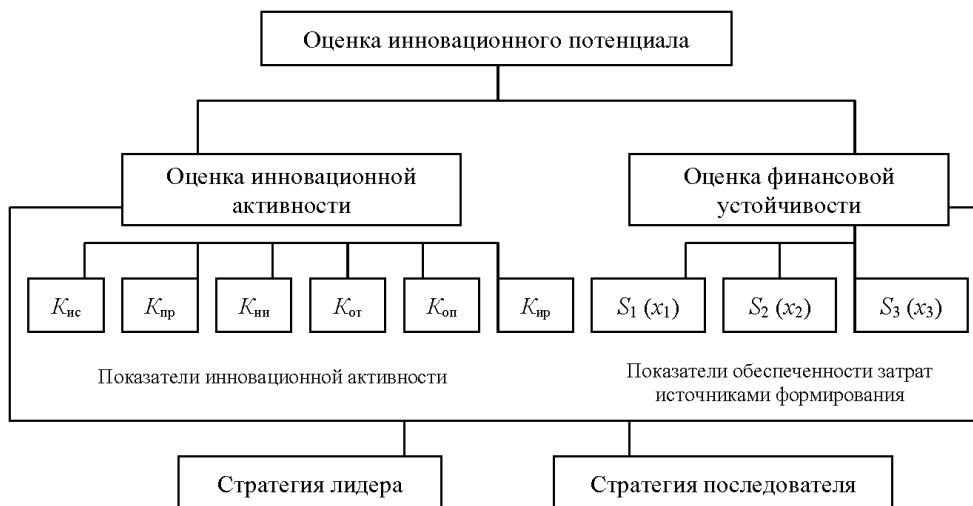 Оценка инновационного потенциала
Оценка инновационной
активности
Оценка финансовой
устойчивости
Kис Kпр Kни Kот Kоп Kир S1 (x1) S2 (x2) S3 (x3)
Показатели инновационной активности
Показатели обеспеченности затрат
источниками формирования
Стратегия лидера
Стратегия последователя